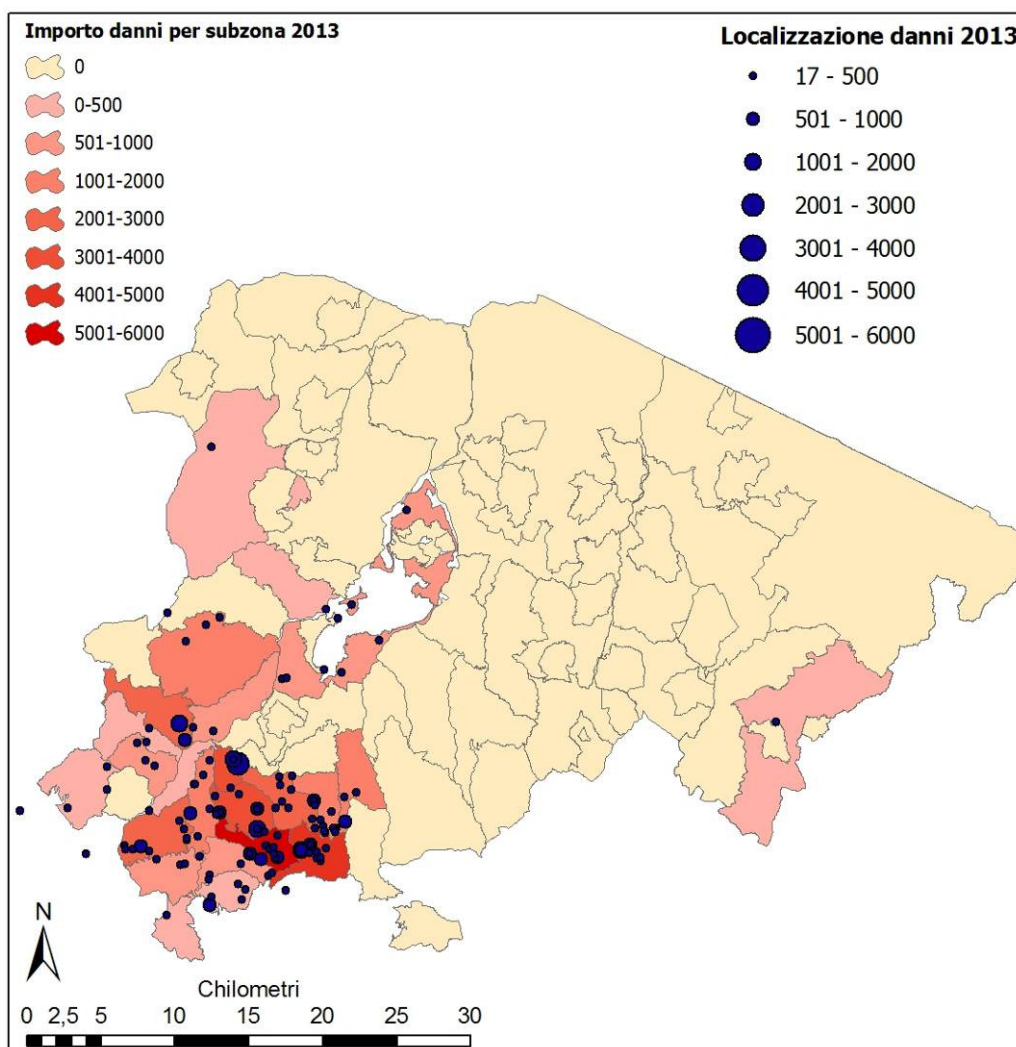 Importo danni per subzona 2013
0
0-500
501-1000
1001-2000
2001-3000
3001-4000
4001-5000
5001-6000
Localizzazione danni 2013
17 - 500
501 - 1000
1001 - 2000
2001 - 3000
3001 - 4000
4001 - 5000
5001 - 6000
N
Chilometri
0 2,5 5 10 15 20 25 30